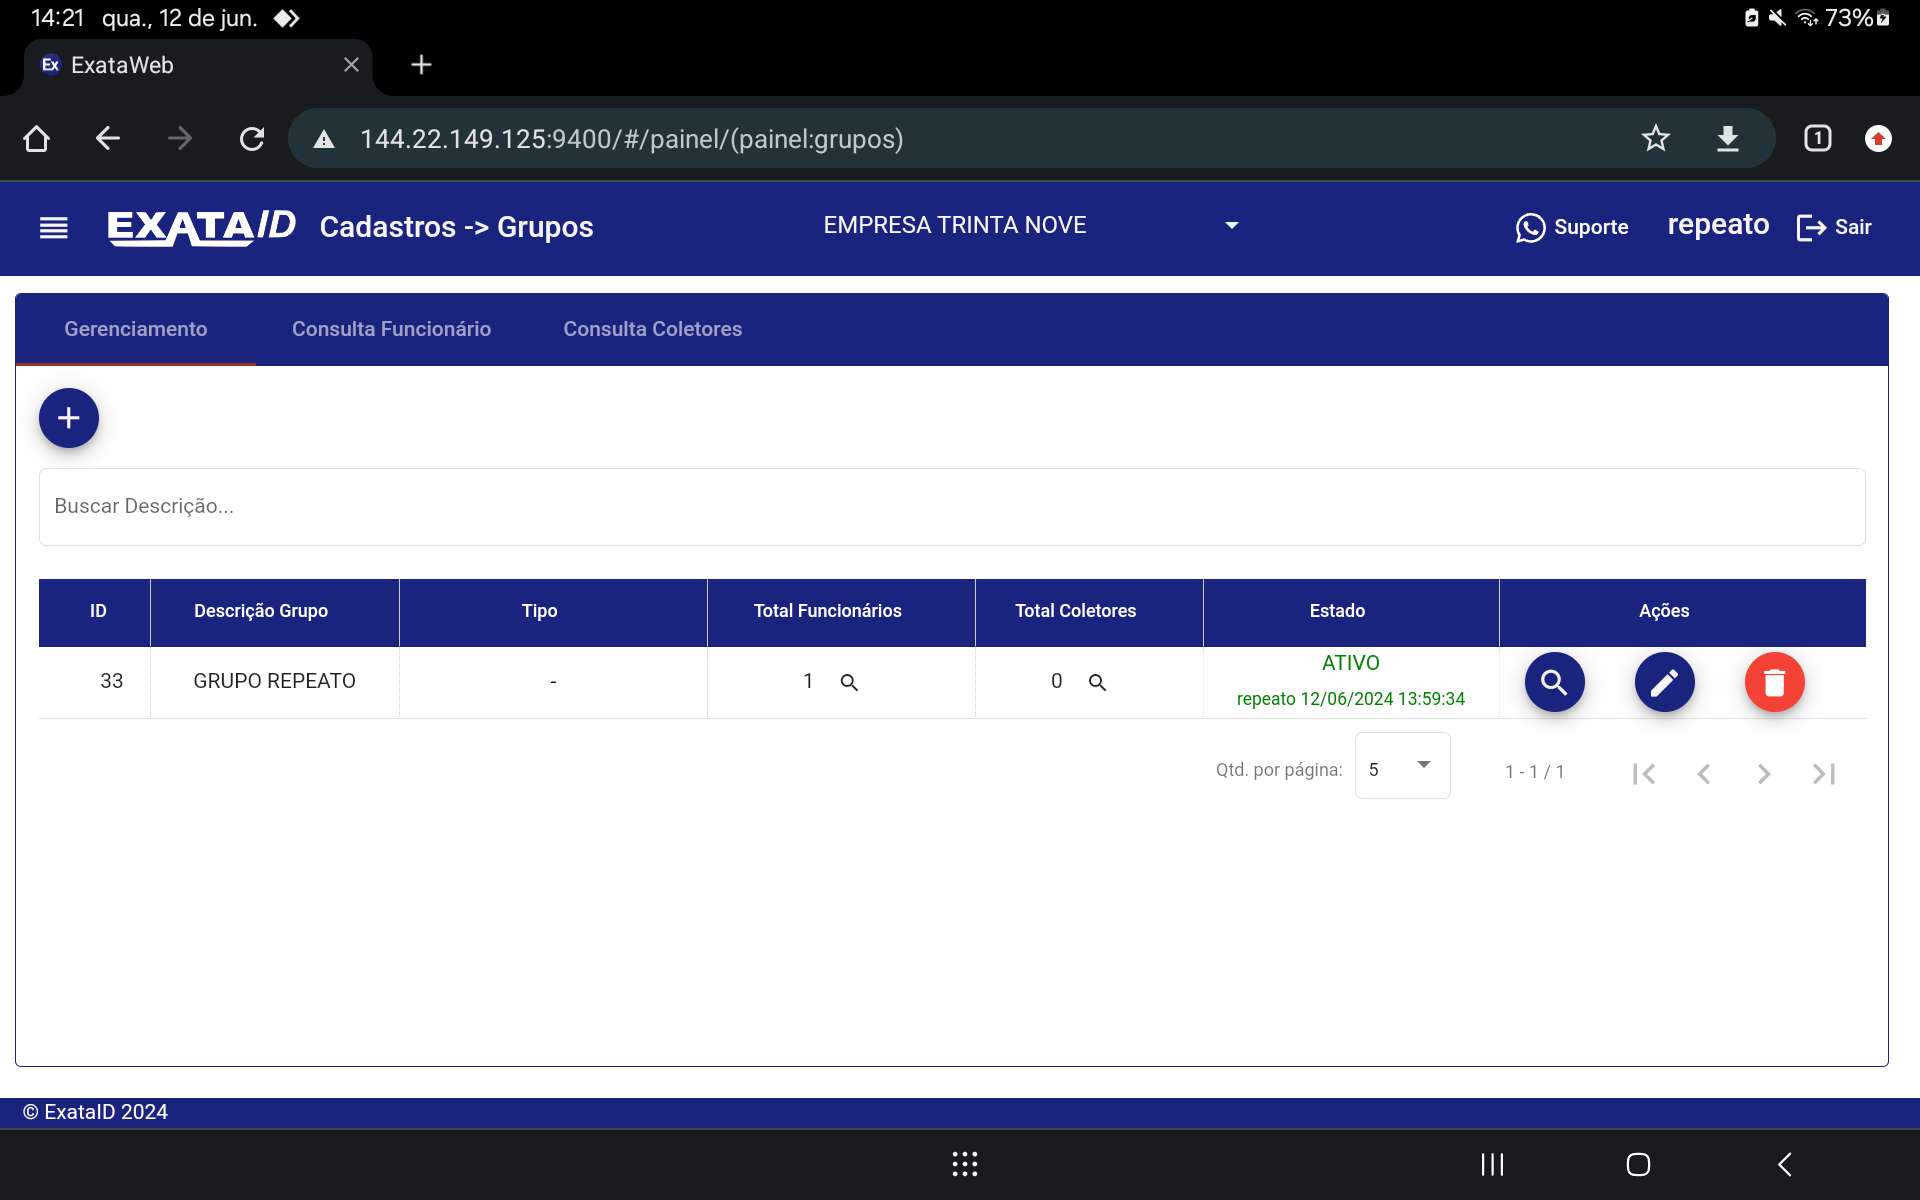 14:21 qua., 12 de jun. 73%
Ex ExataWeb
144.22.149.125:9400/#/painel/(painel:grupos) 1
EXATAID Cadastros -> Grupos EMPRESA TRINTA NOVE Suporte repeato Sair
Gerenciamento Consulta Funcionário Consulta Coletores
Buscar Descrição...
ID Descrição Grupo Tipo Total Funcionários Total Coletores Estado Ações
33 GRUPO REPEATO - 1 0 ATIVO
repeato 12/06/2024 13:59:34
Qtd. por página: 5 1 - 1 / 1
© ExataID 2024